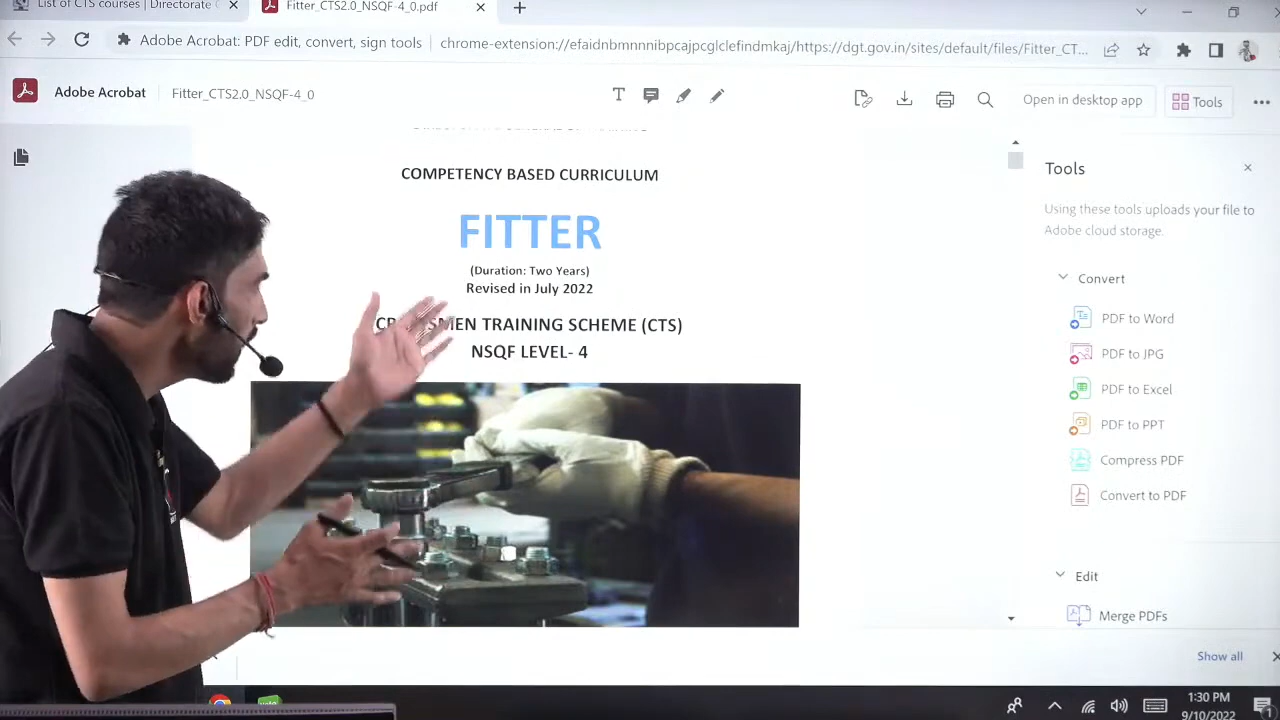 List of CTS courses | Directorate
Fitter_CTS2.0_NSQF-4_0.pdf
Adobe Acrobat: PDF edit, convert, sign tools
chrome-extension://efaidnbmnnnibpcajpcglclefindmkaj/https://dgt.gov.in/sites/default/files/Fitter_CT...
Adobe Acrobat
Fitter_CTS2.0_NSQF-4_0
Open in desktop app
Tools
COMPETENCY BASED CURRICULUM
FITTER
(Duration: Two Years)
Revised in July 2022
TRAINING SCHEME (CTS)
NSQF LEVEL- 4
Tools
Using these tools uploads your file to
Adobe cloud storage.
Convert
PDF to Word
PDF to JPG
PDF to Excel
PDF to PPT
Compress PDF
Convert to PDF
Edit
Merge PDFs
Show all
1:30 PM